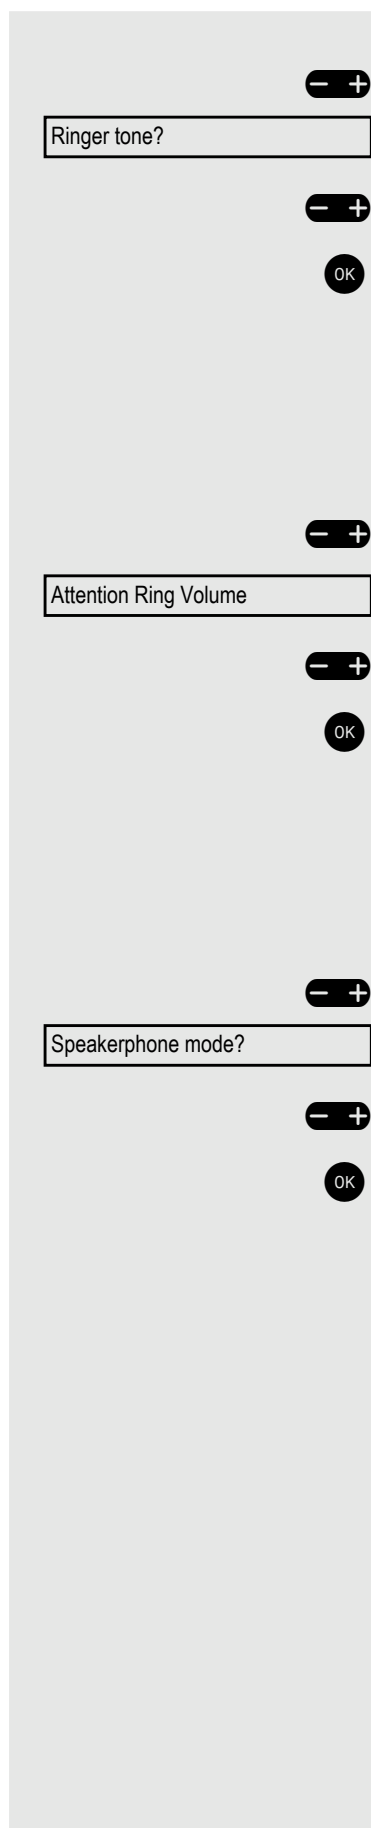 − +
Ringer tone?
− +
OK
− +
Attention Ring Volume
− +
OK
− +
Speakerphone mode?
− +
OK